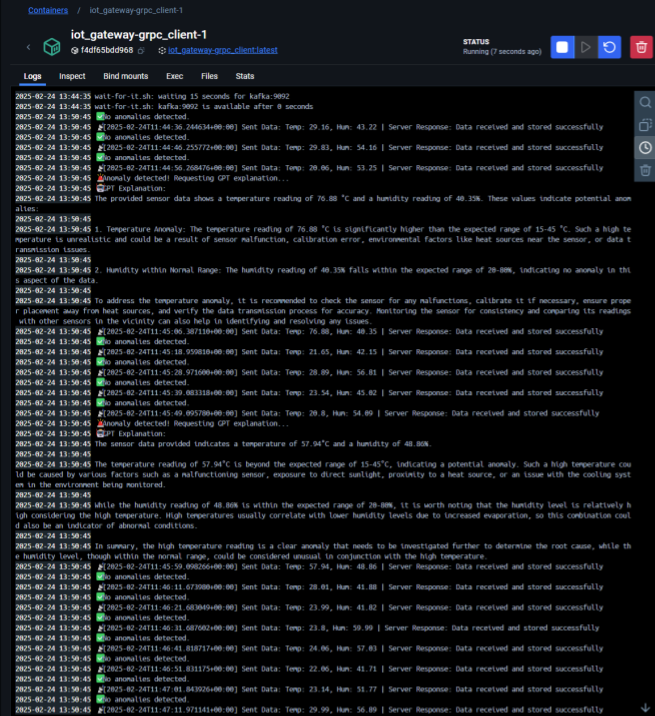 Containers / iot_gateway-grpc_client-1
iot_gateway-grpc_client-1
f4df65bdd968 iot_gateway-grpc_client:latest
STATUS
Running (7 seconds ago)
Logs Inspect Bind mounts Exec Files Stats
2025-02-24 13:44:35 wait-for-it.sh: waiting 15 seconds for kafka:9092
2025-02-24 13:44:35 wait-for-it.sh: kafka:9092 is available after 0 seconds
2025-02-24 13:50:45 ✅No anomalies detected.
2025-02-24 13:50:45 [2025-02-24T11:44:36.244634+00:00] Sent Data: Temp: 29.16, Hum: 43.22 | Server Response: Data received and stored successfully
2025-02-24 13:50:45 ✅No anomalies detected.
2025-02-24 13:50:45 [2025-02-24T11:44:46.255772+00:00] Sent Data: Temp: 29.83, Hum: 54.16 | Server Response: Data received and stored successfully
2025-02-24 13:50:45 ✅No anomalies detected.
2025-02-24 13:50:45 [2025-02-24T11:44:56.268476+00:00] Sent Data: Temp: 20.06, Hum: 53.25 | Server Response: Data received and stored successfully
2025-02-24 13:50:45 🚨Anomaly detected! Requesting GPT explanation...
2025-02-24 13:50:45 GPT Explanation:
2025-02-24 13:50:45 The provided sensor data shows a temperature reading of 76.88 °C and a humidity reading of 40.35%. These values indicate potential anom
alies:
2025-02-24 13:50:45
2025-02-24 13:50:45 1. Temperature Anomaly: The temperature reading of 76.88 °C is significantly higher than the expected range of 15-45 °C. Such a high te
mperature is unrealistic and could be a result of sensor malfunction, calibration error, environmental factors like heat sources near the sensor, or data t
ransmission issues.
2025-02-24 13:50:45
2025-02-24 13:50:45 2. Humidity within Normal Range: The humidity reading of 40.35% falls within the expected range of 20-80%, indicating no anomaly in thi
s aspect of the data.
2025-02-24 13:50:45
2025-02-24 13:50:45 To address the temperature anomaly, it is recommended to check the sensor for any malfunctions, calibrate it if necessary, ensure prope
r placement away from heat sources, and verify the data transmission process for accuracy. Monitoring the sensor for consistency and comparing its readings
with other sensors in the vicinity can also help in identifying and resolving any issues.
2025-02-24 13:50:45 [2025-02-24T11:45:06.387110+00:00] Sent Data: Temp: 76.88, Hum: 40.35 | Server Response: Data received and stored successfully
2025-02-24 13:50:45 ✅No anomalies detected.
2025-02-24 13:50:45 [2025-02-24T11:45:18.959810+00:00] Sent Data: Temp: 21.65, Hum: 42.15 | Server Response: Data received and stored successfully
2025-02-24 13:50:45 ✅No anomalies detected.
2025-02-24 13:50:45 [2025-02-24T11:45:28.971600+00:00] Sent Data: Temp: 28.89, Hum: 56.81 | Server Response: Data received and stored successfully
2025-02-24 13:50:45 ✅No anomalies detected.
2025-02-24 13:50:45 [2025-02-24T11:45:39.083318+00:00] Sent Data: Temp: 23.54, Hum: 45.02 | Server Response: Data received and stored successfully
2025-02-24 13:50:45 ✅No anomalies detected.
2025-02-24 13:50:45 [2025-02-24T11:45:49.095780+00:00] Sent Data: Temp: 20.8, Hum: 54.09 | Server Response: Data received and stored successfully
2025-02-24 13:50:45 🚨Anomaly detected! Requesting GPT explanation...
2025-02-24 13:50:45 GPT Explanation:
2025-02-24 13:50:45 The sensor data provided indicates a temperature of 57.94°C and a humidity of 48.86%.
2025-02-24 13:50:45
2025-02-24 13:50:45 The temperature reading of 57.94°C is beyond the expected range of 15-45°C, indicating a potential anomaly. Such a high temperature cou
ld be caused by various factors such as a malfunctioning sensor, exposure to direct sunlight, proximity to a heat source, or an issue with the cooling syst
em in the environment being monitored.
2025-02-24 13:50:45
2025-02-24 13:50:45 While the humidity reading of 48.86% is within the expected range of 20-80%, it is worth noting that the humidity level is relatively hi
gh considering the high temperature. High temperatures usually correlate with lower humidity levels due to increased evaporation, so this combination coul
d also be an indicator of abnormal conditions.
2025-02-24 13:50:45
2025-02-24 13:50:45 In summary, the high temperature reading is a clear anomaly that needs to be investigated further to determine the root cause, while th
e humidity level, though within the normal range, could be considered unusual in conjunction with the high temperature.
2025-02-24 13:50:45 [2025-02-24T11:45:59.098266+00:00] Sent Data: Temp: 57.94, Hum: 48.86 | Server Response: Data received and stored successfully
2025-02-24 13:50:45 ✅No anomalies detected.
2025-02-24 13:50:45 [2025-02-24T11:46:11.673980+00:00] Sent Data: Temp: 28.01, Hum: 41.88 | Server Response: Data received and stored successfully
2025-02-24 13:50:45 ✅No anomalies detected.
2025-02-24 13:50:45 [2025-02-24T11:46:21.683049+00:00] Sent Data: Temp: 23.99, Hum: 41.82 | Server Response: Data received and stored successfully
2025-02-24 13:50:45 ✅No anomalies detected.
2025-02-24 13:50:45 [2025-02-24T11:46:31.687602+00:00] Sent Data: Temp: 23.8, Hum: 59.99 | Server Response: Data received and stored successfully
2025-02-24 13:50:45 ✅No anomalies detected.
2025-02-24 13:50:45 [2025-02-24T11:46:41.818717+00:00] Sent Data: Temp: 24.06, Hum: 57.03 | Server Response: Data received and stored successfully
2025-02-24 13:50:45 ✅No anomalies detected.
2025-02-24 13:50:45 [2025-02-24T11:46:51.831175+00:00] Sent Data: Temp: 22.06, Hum: 41.71 | Server Response: Data received and stored successfully
2025-02-24 13:50:45 ✅No anomalies detected.
2025-02-24 13:50:45 [2025-02-24T11:47:01.843926+00:00] Sent Data: Temp: 23.14, Hum: 51.77 | Server Response: Data received and stored successfully
2025-02-24 13:50:45 ✅No anomalies detected.
2025-02-24 13:50:45 [2025-02-24T11:47:11.971141+00:00] Sent Data: Temp: 29.99, Hum: 56.89 | Server Response: Data received and stored successfully